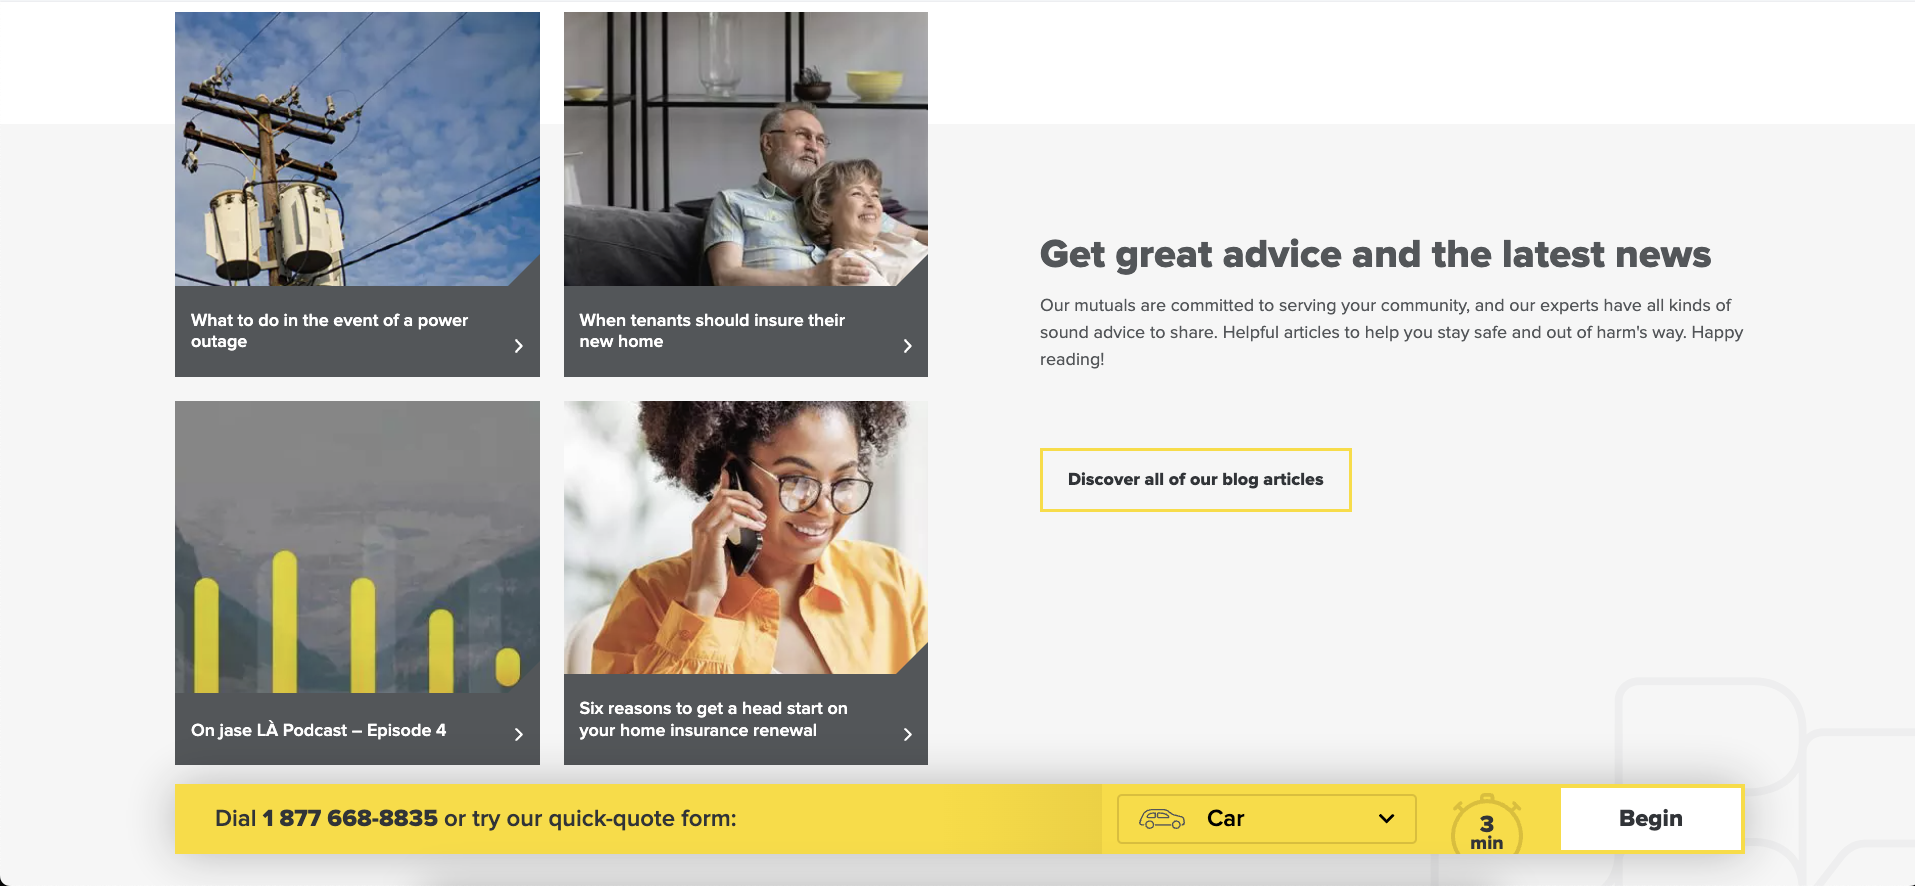 What to do in the event of a power
outage
When tenants should insure their
new home
On jase LÀ Podcast – Episode 4
Six reasons to get a head start on
your home insurance renewal
Get great advice and the latest news
Our mutuals are committed to serving your community, and our experts have all kinds of
sound advice to share. Helpful articles to help you stay safe and out of harm's way. Happy
reading!
Discover all of our blog articles
Dial 1 877 668-8835 or try our quick-quote form:
Car
3
min
Begin